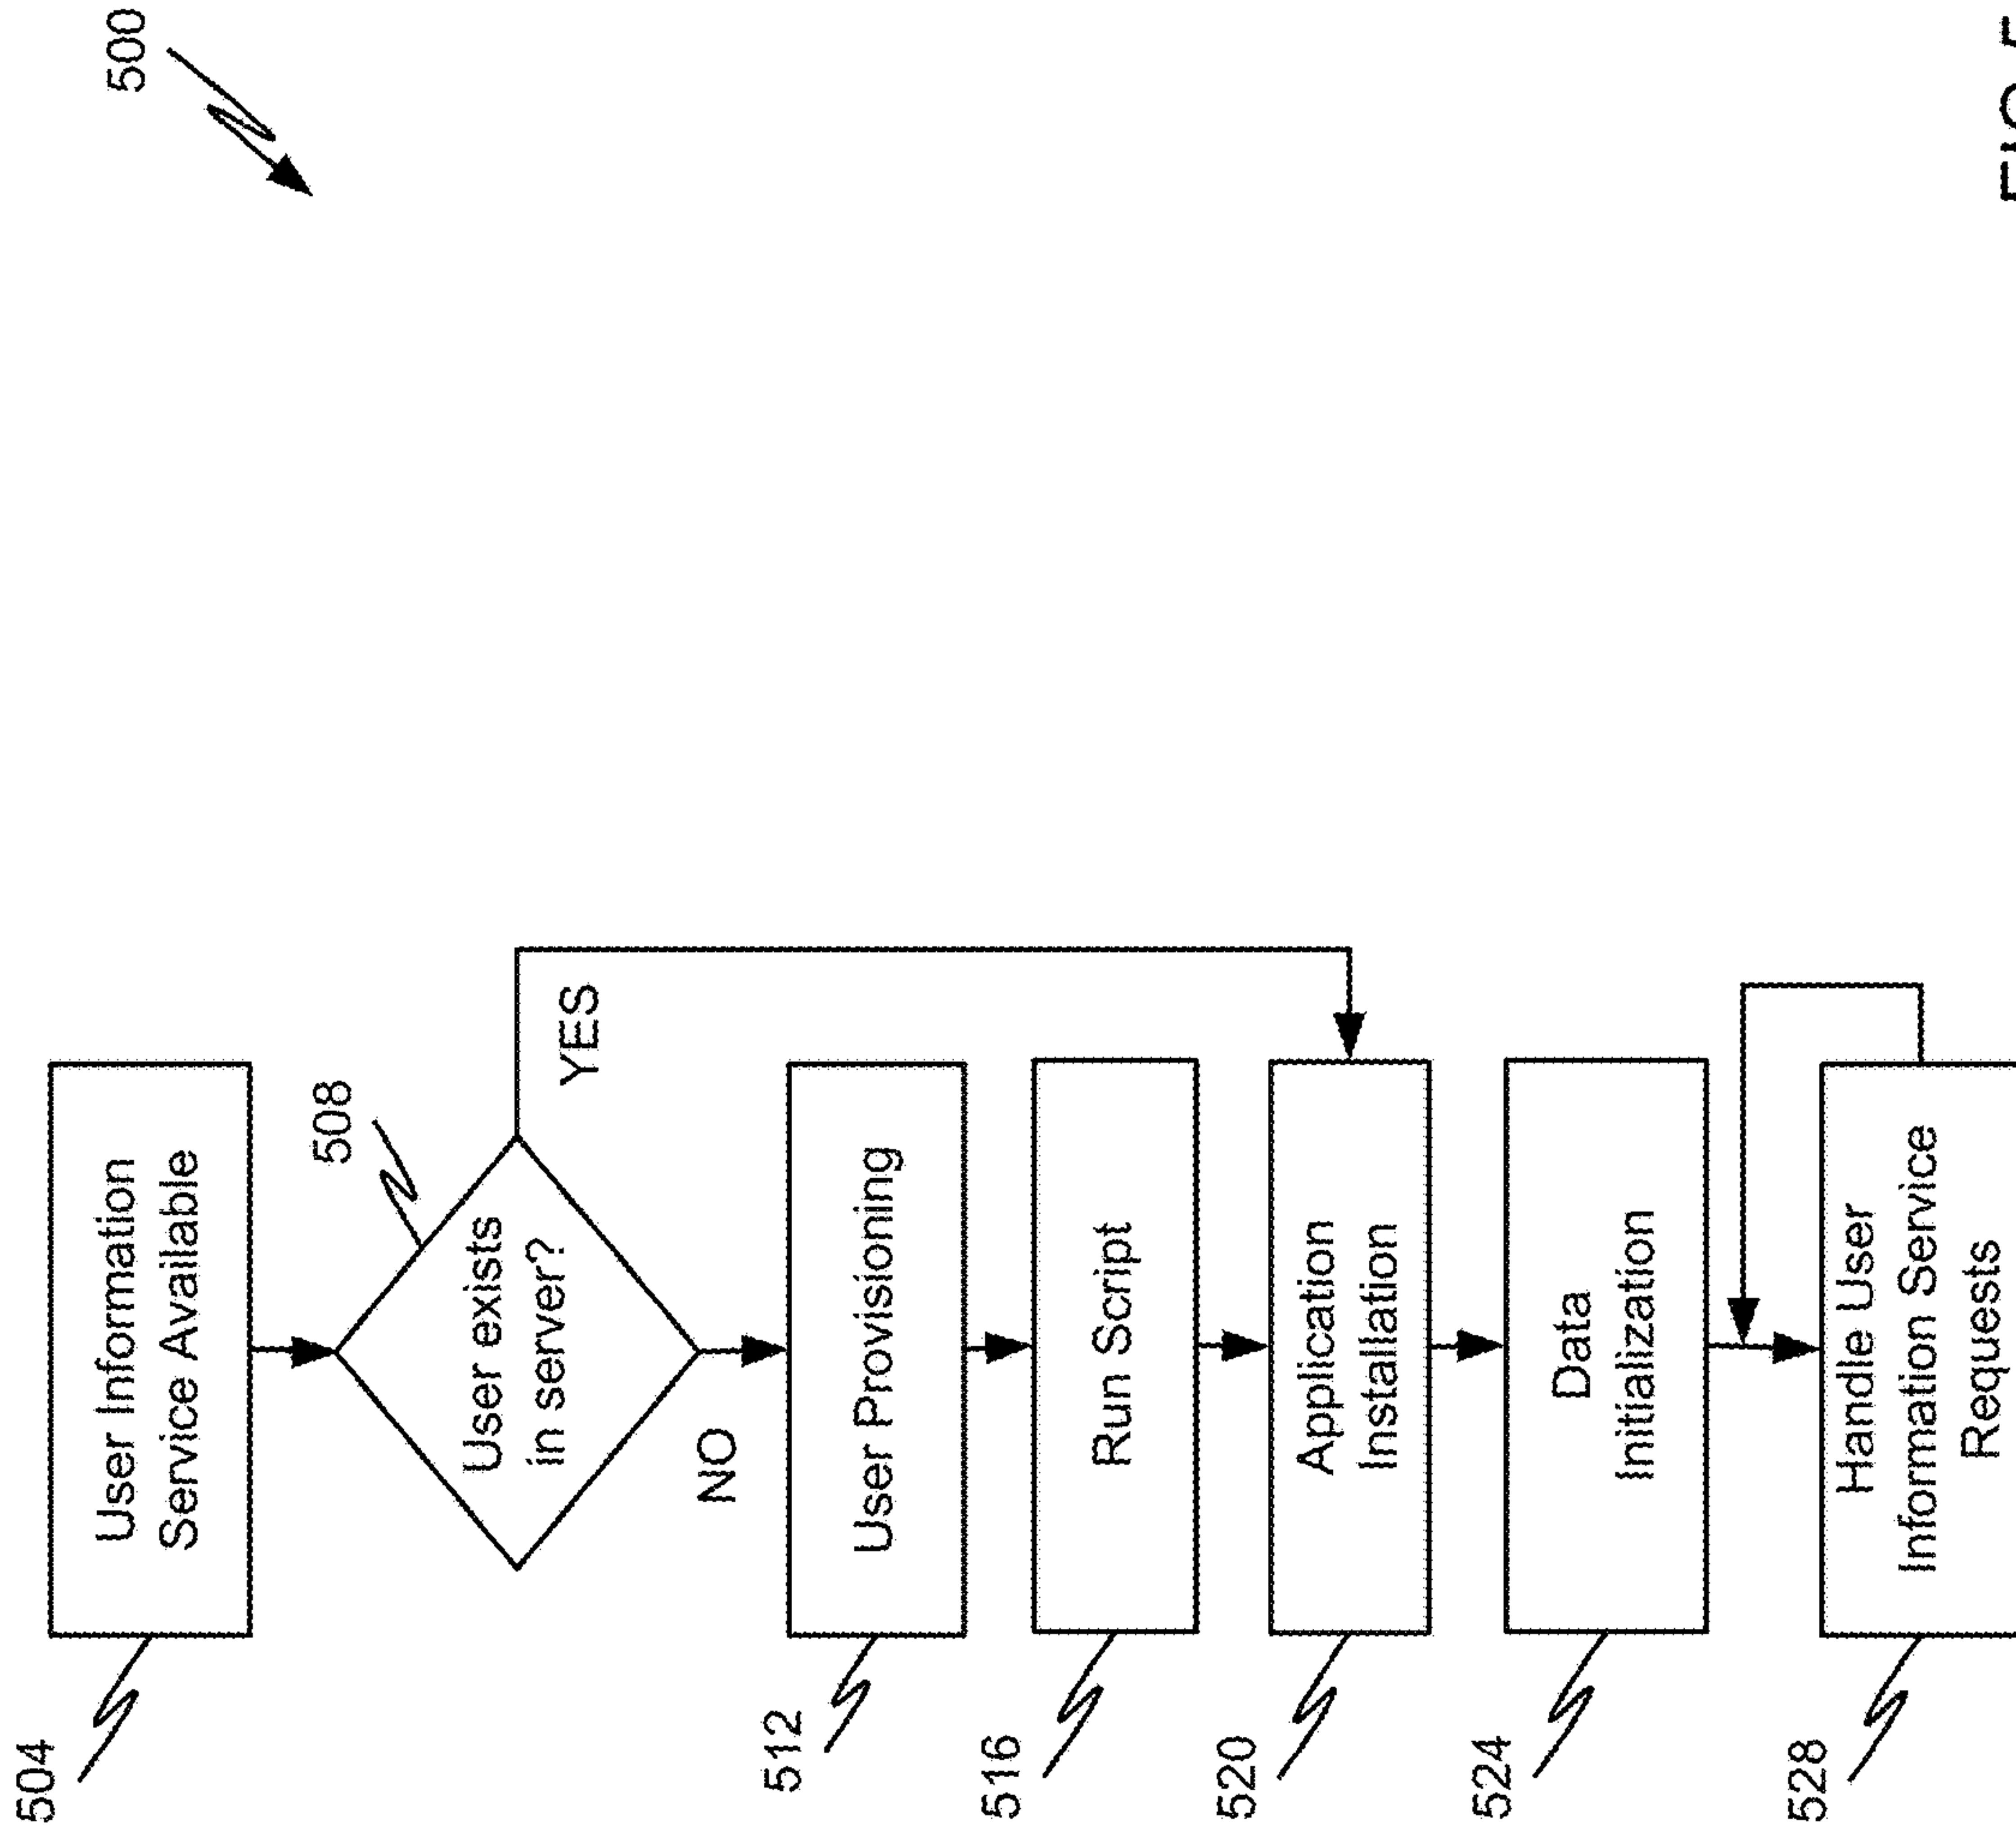 500
504
User Information
Service Available
508
User exists
in server?
YES
NO
512
User Provisioning
516
Run Script
520
Application
Installation
524
Data
Initialization
528
Handle User
Information Service
Requests